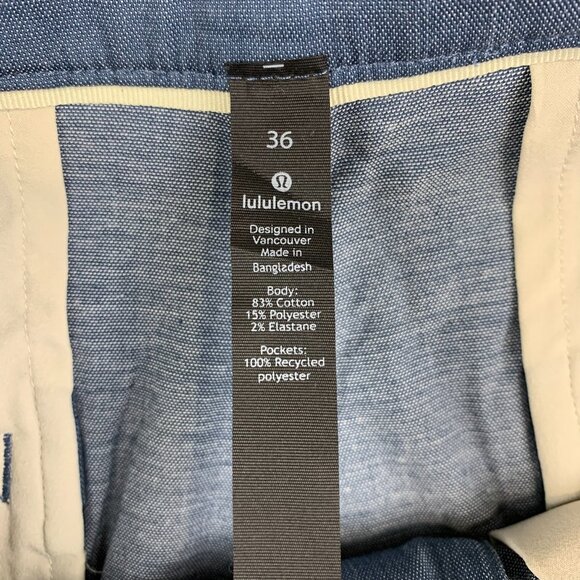 36
lululemon
Designed in
Vancouver
Made in
Bangladesh
Body:
83% Cotton
15% Polyester
2% Elastane
Pockets:
100% Recycled
polyester